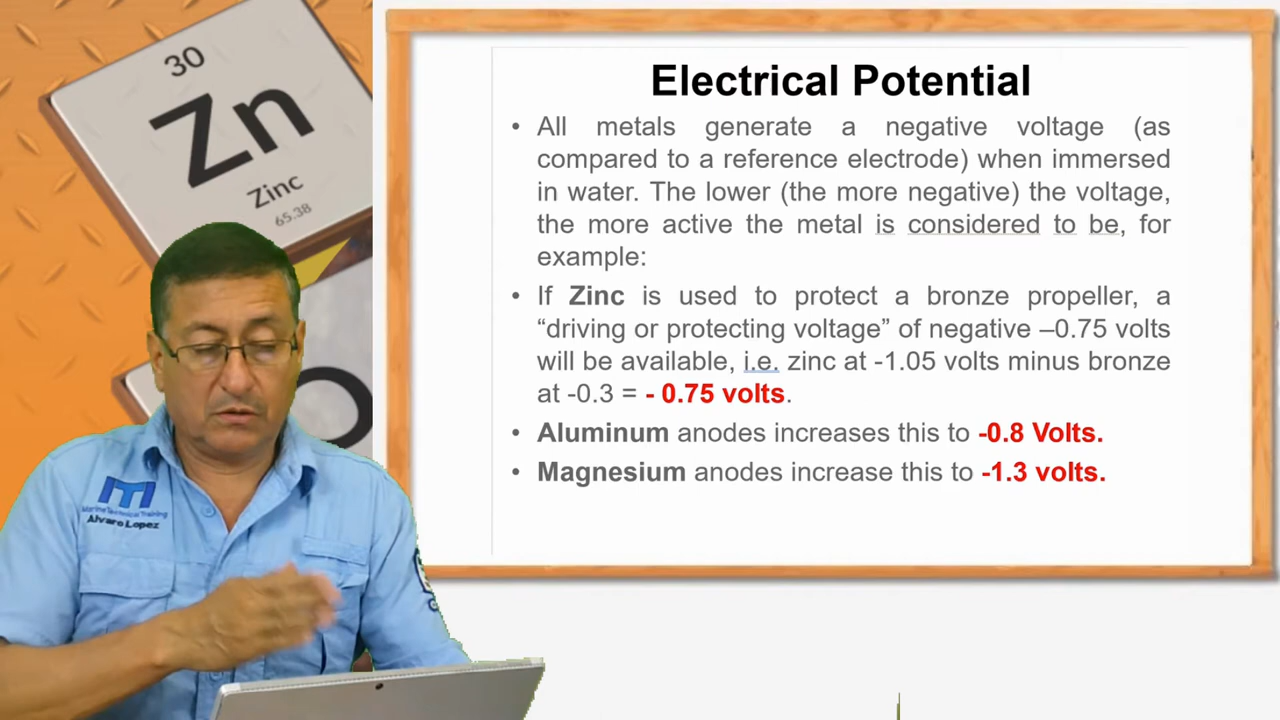 30
Zn
Zinc
65.38
Electrical Potential
• All metals generate a negative voltage (as
compared to a reference electrode) when immersed
in water. The lower (the more negative) the voltage,
the more active the metal is considered to be, for
example:
• If Zinc is used to protect a bronze propeller, a
“driving or protecting voltage” of negative –0.75 volts
will be available, i.e. zinc at -1.05 volts minus bronze
at -0.3 = - 0.75 volts.
• Aluminum anodes increases this to -0.8 Volts.
• Magnesium anodes increase this to -1.3 volts.
Marine Technical Training
Alvaro Lopez